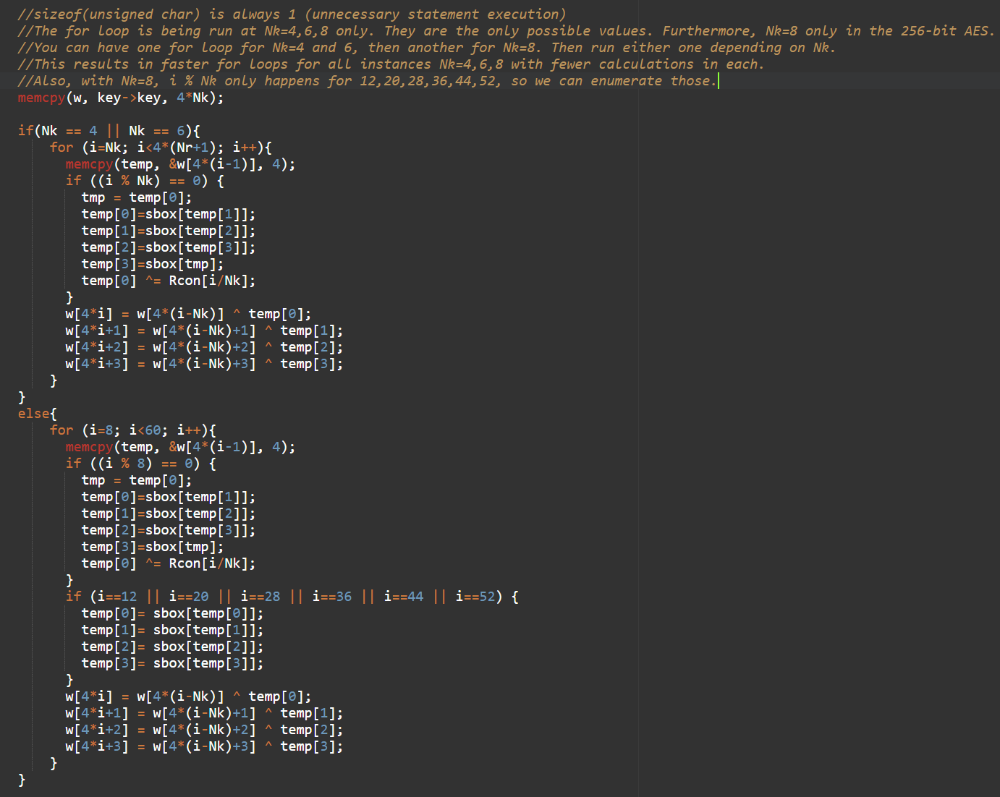 //sizeof(unsigned char) is always 1 (unnecessary statement execution)
//The for loop is being run at Nk=4,6,8 only. They are the only possible values. Furthermore, Nk=8 only in the 256-bit AES.
//You can have one for loop for Nk=4 and 6, then another for Nk=8. Then run either one depending on Nk.
//This results in faster for loops for all instances Nk=4,6,8 with fewer calculations in each.
//Also, with Nk=8, i % Nk only happens for 12,20,28,36,44,52, so we can enumerate those.
memcpy(w, key->key, 4*Nk);

if(Nk == 4 || Nk == 6){
    for (i=Nk; i<4*(Nr+1); i++){
      memcpy(temp, &w[4*(i-1)], 4);
      if ((i % Nk) == 0) {
        tmp = temp[0];
        temp[0]=sbox[temp[1]];
        temp[1]=sbox[temp[2]];
        temp[2]=sbox[temp[3]];
        temp[3]=sbox[tmp];
        temp[0] ^= Rcon[i/Nk];
      }
      w[4*i] = w[4*(i-Nk)] ^ temp[0];
      w[4*i+1] = w[4*(i-Nk)+1] ^ temp[1];
      w[4*i+2] = w[4*(i-Nk)+2] ^ temp[2];
      w[4*i+3] = w[4*(i-Nk)+3] ^ temp[3];
    }
}
else{
    for (i=8; i<60; i++){
      memcpy(temp, &w[4*(i-1)], 4);
      if ((i % 8) == 0) {
        tmp = temp[0];
        temp[0]=sbox[temp[1]];
        temp[1]=sbox[temp[2]];
        temp[2]=sbox[temp[3]];
        temp[3]=sbox[tmp];
        temp[0] ^= Rcon[i/Nk];
      }
      if (i==12 || i==20 || i==28 || i==36 || i==44 || i==52) {
        temp[0]= sbox[temp[0]];
        temp[1]= sbox[temp[1]];
        temp[2]= sbox[temp[2]];
        temp[3]= sbox[temp[3]];
      }
      w[4*i] = w[4*(i-Nk)] ^ temp[0];
      w[4*i+1] = w[4*(i-Nk)+1] ^ temp[1];
      w[4*i+2] = w[4*(i-Nk)+2] ^ temp[2];
      w[4*i+3] = w[4*(i-Nk)+3] ^ temp[3];
    }
}